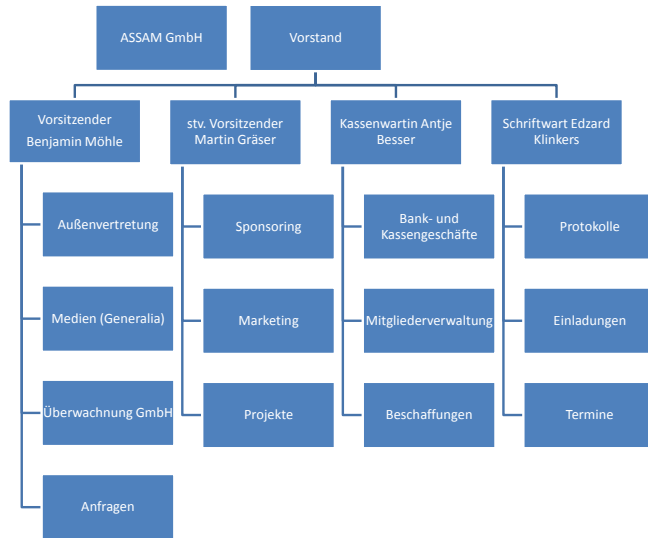 ASSAM GmbH
Vorstand
Vorsitzender
Benjamin Möhle
stv. Vorsitzender
Martin Gräser
Kassenwartin Antje
Besser
Schriftwart Edzard
Klinkers
Außenvertretung
Sponsoring
Bank- und
Kassengeschäfte
Protokolle
Medien (Generalia)
Marketing
Mitgliederverwaltung
Einladungen
Überwachnung GmbH
Projekte
Beschaffungen
Termine
Anfragen